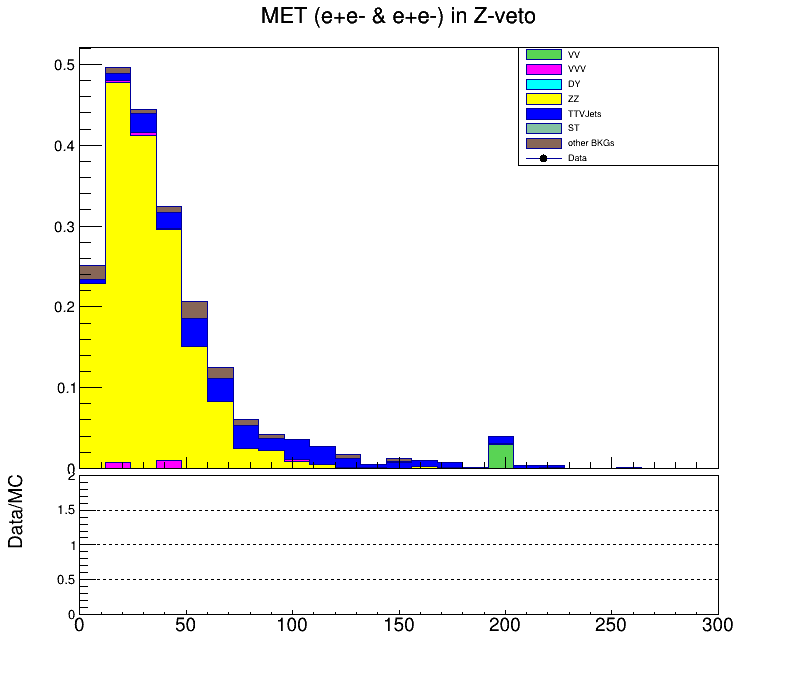 MET (e+e- & e+e-) in Z-veto
0.5
0.4
0.3
0.2
0.1
0
VV
VVV
DY
ZZ
TTVJets
ST
other BKGs
Data
Data/MC
2
1.5
1
0.5
0
0 50 100 150 200 250 300